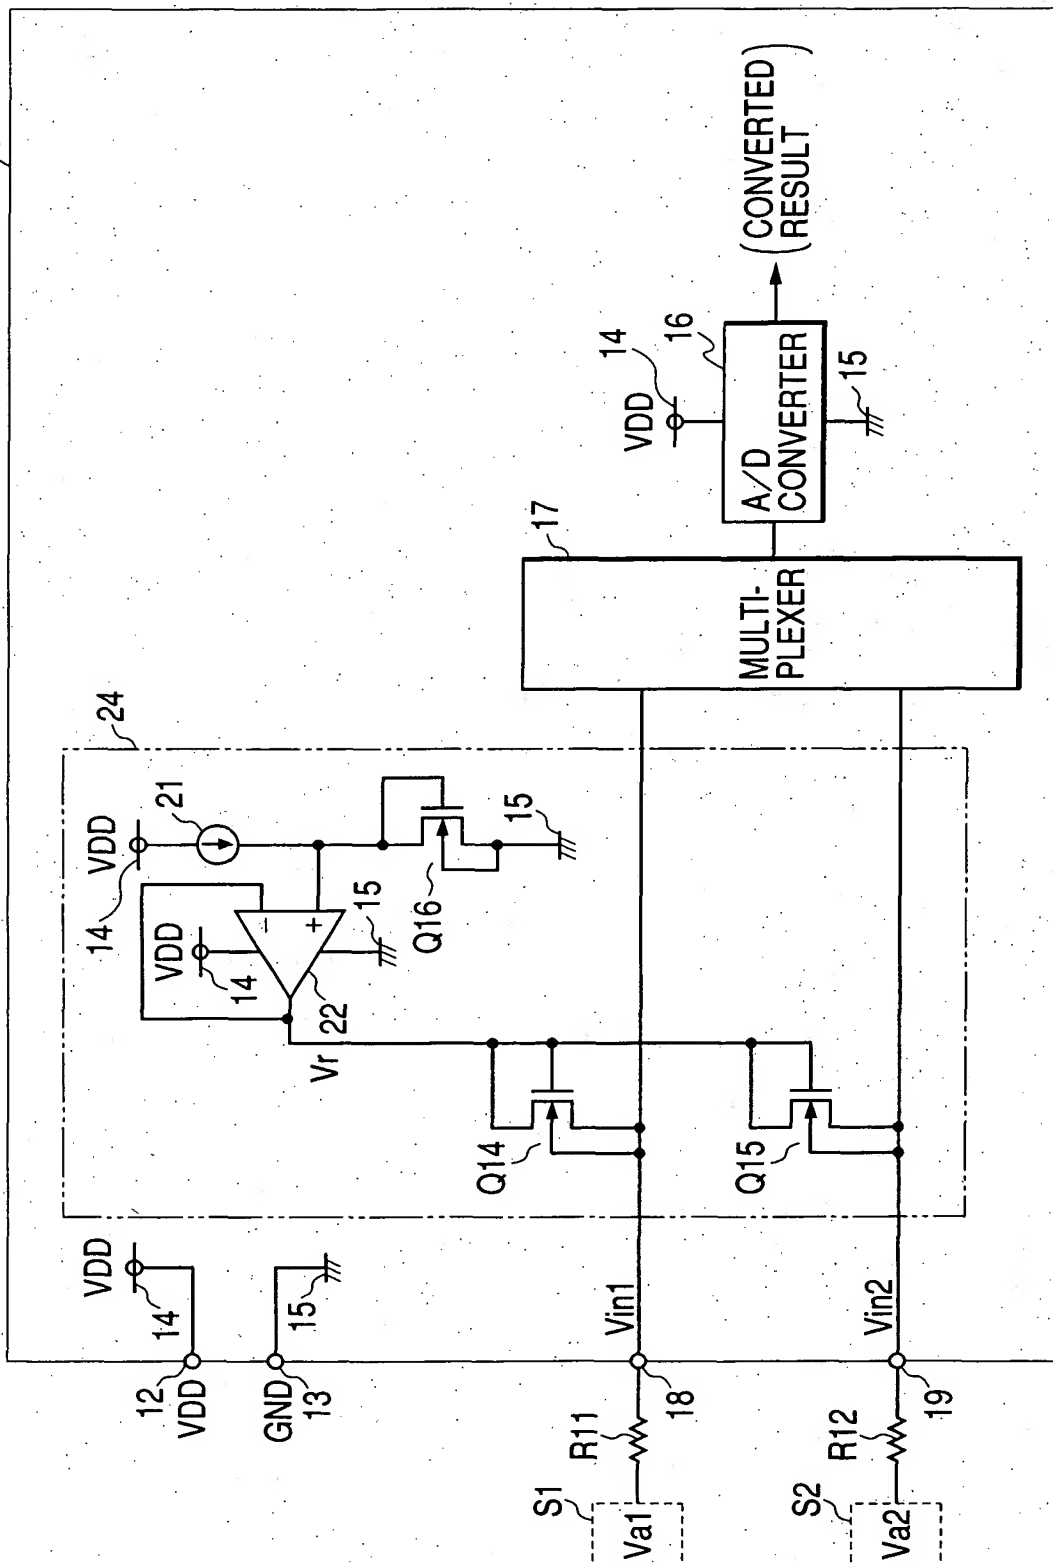 VDD
14
12
VDD
GND
13
15
24
VDD
14
21
VDD
14
−
+
22
15
Q16
15
Vr
Q14
Q15
17
MULTI-
PLEXER
VDD
14
16
A/D
CONVERTER
15
(CONVERTED
RESULT)
S1
Va1
R11
18
Vin1
S2
Va2
R12
19
Vin2